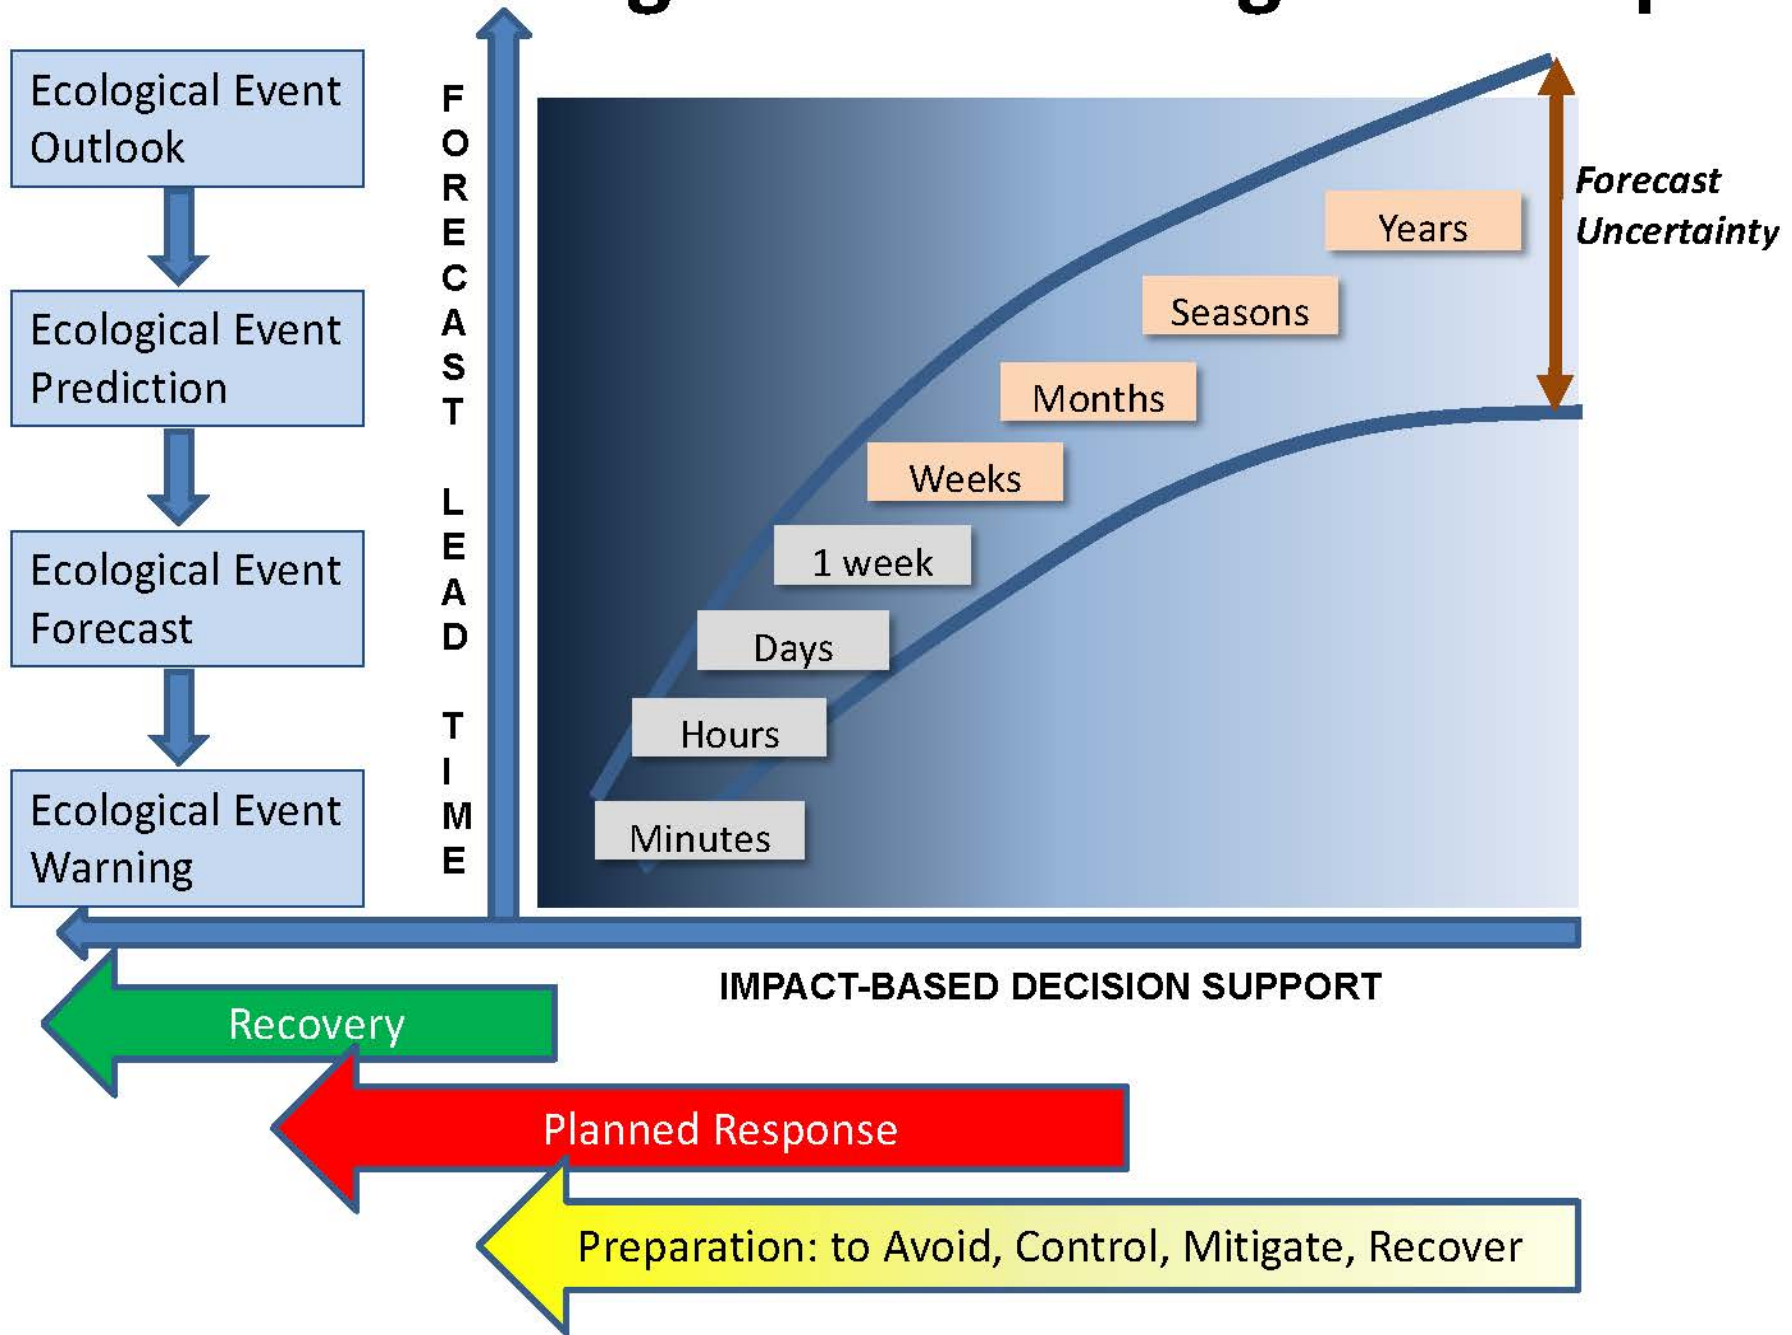 Ecological Event
Outlook
Ecological Event
Prediction
Ecological Event
Forecast
Ecological Event
Warning
FORECAST LEAD TIME
Years
Seasons
Months
Weeks
1 week
Days
Hours
Minutes
Forecast
Uncertainty
IMPACT-BASED DECISION SUPPORT
Recovery
Planned Response
Preparation: to Avoid, Control, Mitigate, Recover